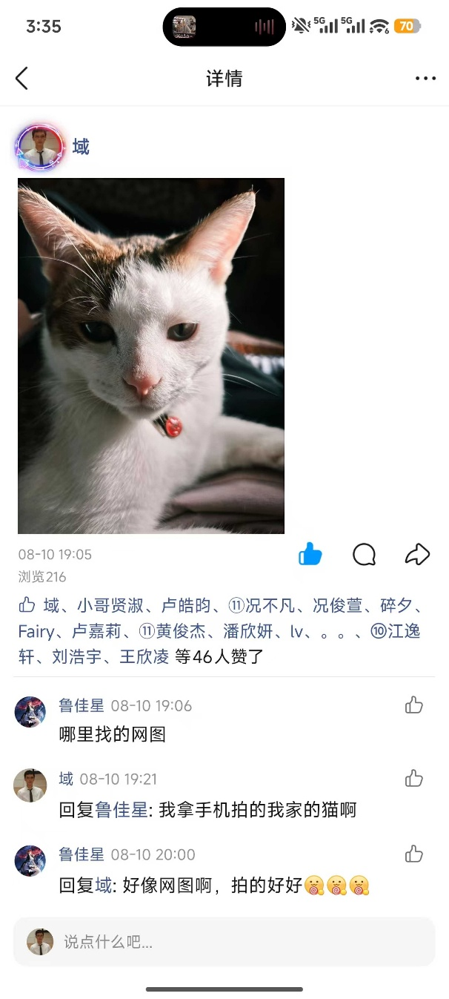 3:35
5G 5G 70
详情
域
08-10 19:05
浏览216
域、小哥贤淑、卢皓昀、⑪况不凡、况俊萱、碎夕、
Fairy、卢嘉莉、⑪黄俊杰、潘欣妍、lv、。。、⑩江逸
轩、刘浩宇、王欣凌 等46人赞了
鲁佳星 08-10 19:06
哪里找的网图
域 08-10 19:21
回复鲁佳星: 我拿手机拍的我家的猫啊
鲁佳星 08-10 20:00
回复域: 好像网图啊，拍的好好
说点什么吧...